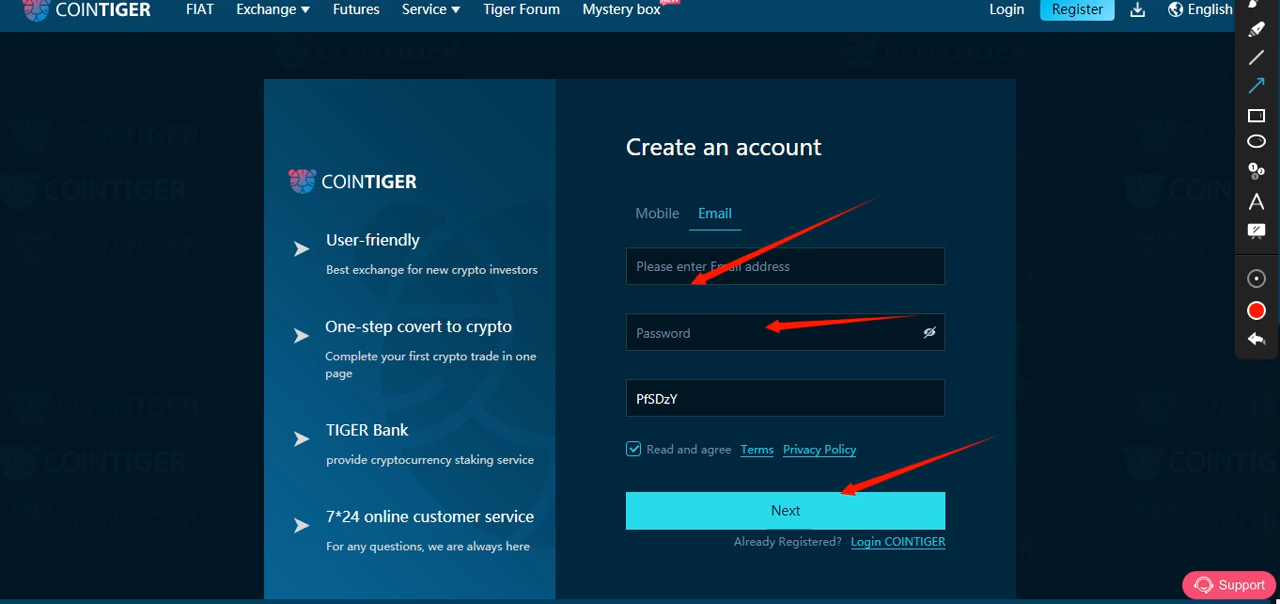 COINTIGER FIAT Exchange Futures Service Tiger Forum Mystery box NEW Login Register English
Create an account
COINTIGER
Mobile Email
User-friendly
Best exchange for new crypto investors
Please enter Email address
One-step covert to crypto
Complete your first crypto trade in one
page
Password
PfSDzY
TIGER Bank
provide cryptocurrency staking service
Read and agree Terms Privacy Policy
7*24 online customer service
For any questions, we are always here
Next
Already Registered? Login COINTIGER
Support